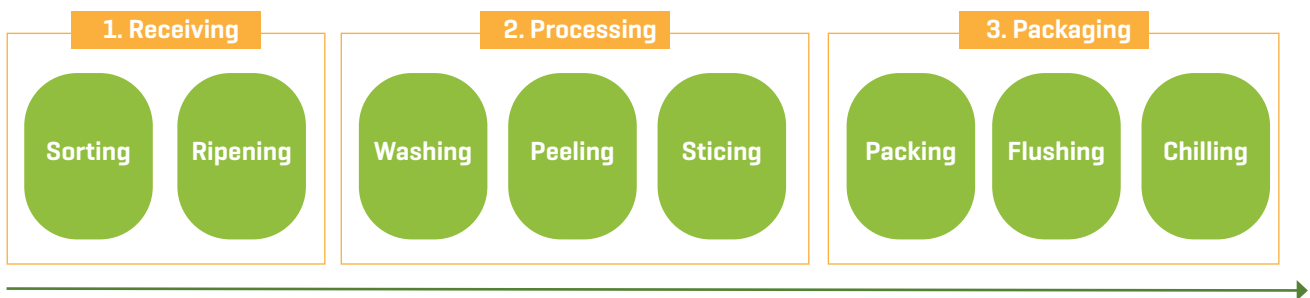 1. Receiving
Sorting
Ripening
2. Processing
Washing
Peeling
Sticing
3. Packaging
Packing
Flushing
Chilling